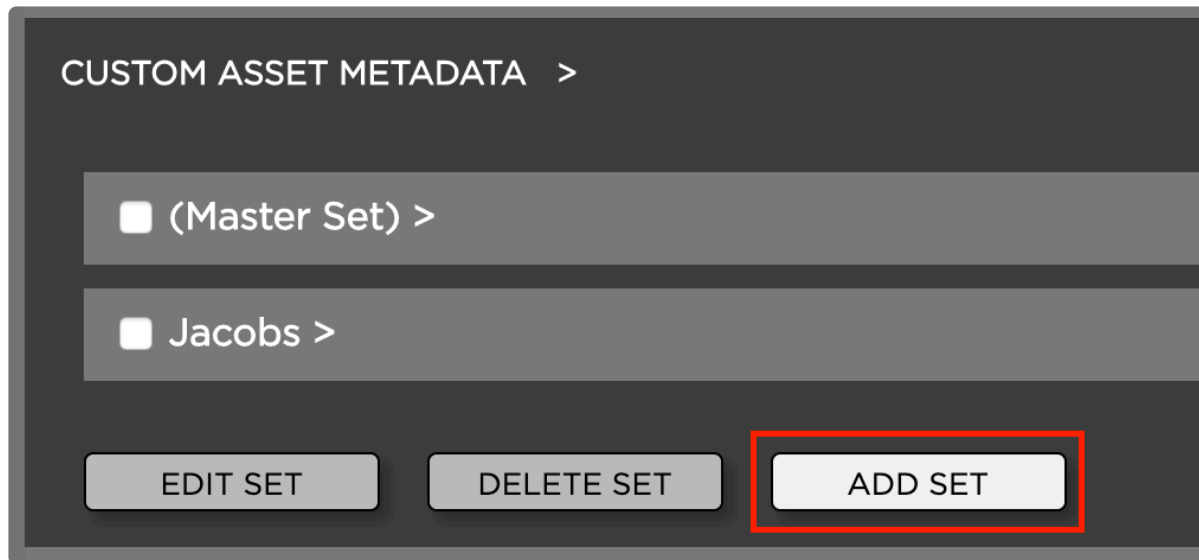 CUSTOM ASSET METADATA >
(Master Set) >
Jacobs >
EDIT SET DELETE SET ADD SET